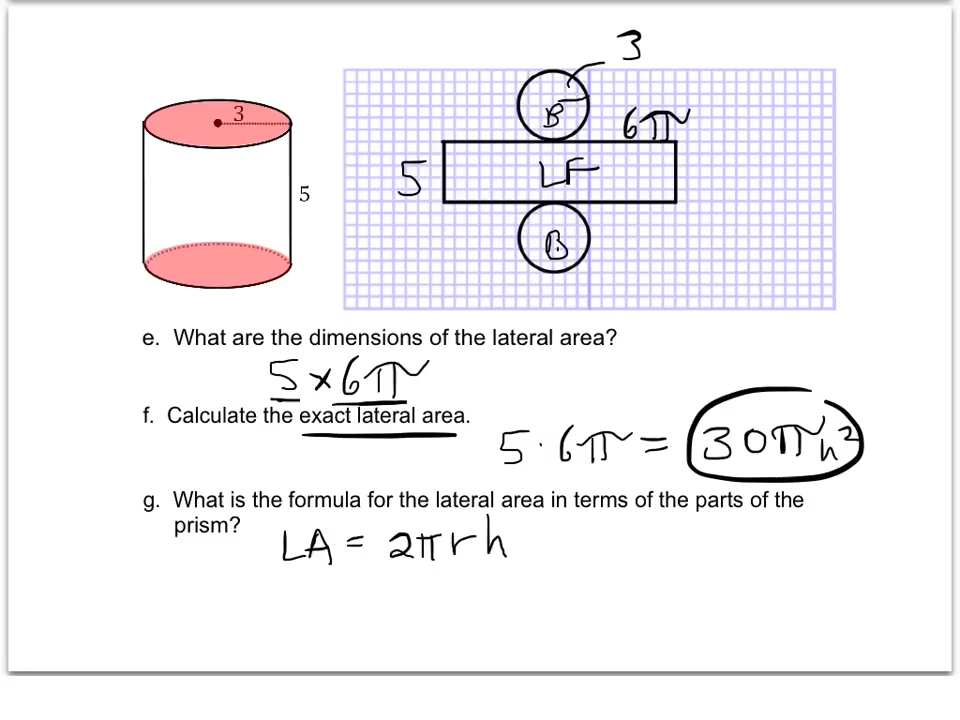 3
5
3
B
6π
5
LF
B
e. What are the dimensions of the lateral area?
5 × 6π
f. Calculate the exact lateral area.
5 · 6π = 30π h²
g. What is the formula for the lateral area in terms of the parts of the
prism?
LA = 2πrh